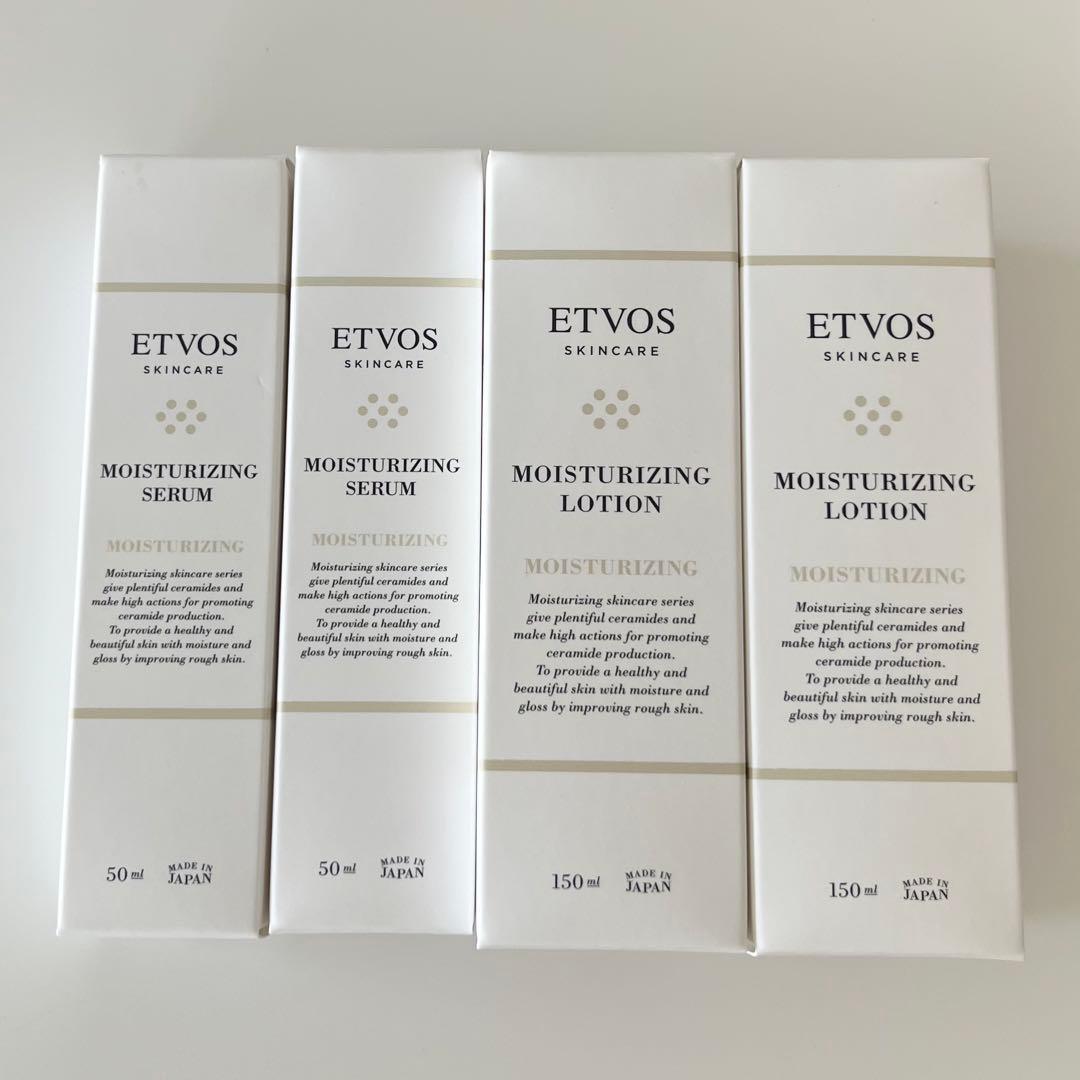 ETVOS
SKINCARE
MOISTURIZING
SERUM
MOISTURIZING
Moisturizing skincare series
give plentiful ceramides and
make high actions for promoting
ceramide production.
To provide a healthy and
beautiful skin with moisture and
gloss by improving rough skin.
50 ml
MADE IN
JAPAN
ETVOS
SKINCARE
MOISTURIZING
SERUM
MOISTURIZING
Moisturizing skincare series
give plentiful ceramides and
make high actions for promoting
ceramide production.
To provide a healthy and
beautiful skin with moisture and
gloss by improving rough skin.
50 ml
MADE IN
JAPAN
ETVOS
SKINCARE
MOISTURIZING
LOTION
MOISTURIZING
Moisturizing skincare series
give plentiful ceramides and
make high actions for promoting
ceramide production.
To provide a healthy and
beautiful skin with moisture and
gloss by improving rough skin.
150 ml
MADE IN
JAPAN
ETVOS
SKINCARE
MOISTURIZING
LOTION
MOISTURIZING
Moisturizing skincare series
give plentiful ceramides and
make high actions for promoting
ceramide production.
To provide a healthy and
beautiful skin with moisture and
gloss by improving rough skin.
150 ml
MADE IN
JAPAN